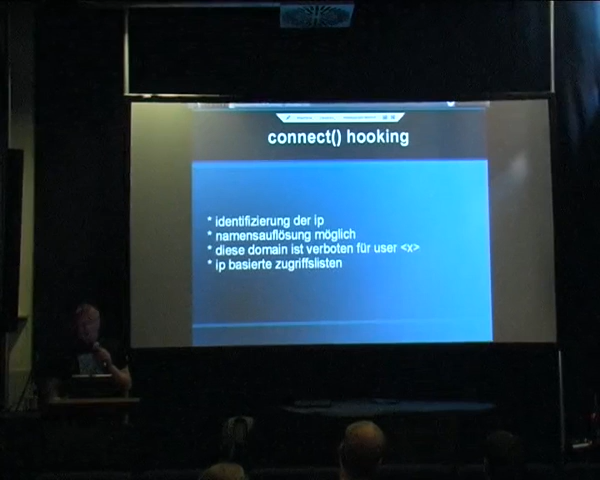 connect() hooking
* identifizierung der ip
* namensauflösung möglich
* diese domain ist verboten für user <x>
* ip basierte zugriffslisten